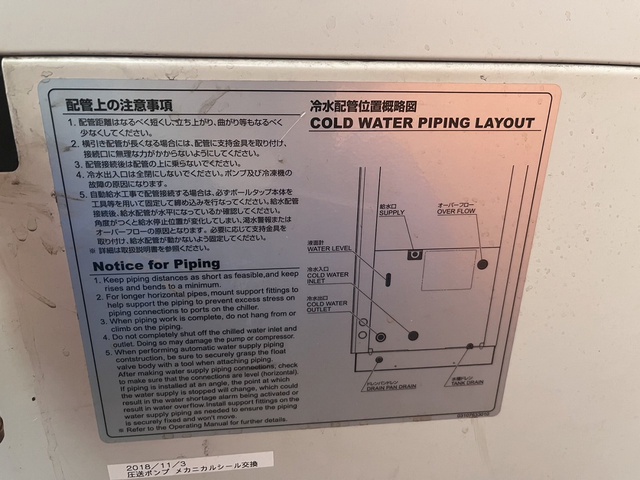 配管上の注意事項
1. 配管距離はなるべく短くし、立ち上がり、曲がり等もなるべく
少なくしてください。
2. 横引き配管が長くなる場合には、配管に支持金具を取り付け、
接続口に無理な力がかからないようにしてください。
3. 配管接続後は配管の上に乗らないでください。
4. 冷水出入口は全閉にしないでください。ポンプ及び冷凍機の
故障の原因になります。
5. 自動給水工事で配管接続する場合は、必ずボールタップ本体を
工具等を用いて固定して締め込みを行なってください。給水配管
接続後、給水配管が水平になっているか確認してください。
角度がつくと給水停止位置が変化してしまい、渇水警報または
オーバーフローの原因となります。必要に応じて支持金具を
取り付け、給水配管が動かないよう固定してください。
※ 詳細は取扱説明書を参照ください。
Notice for Piping
1. Keep piping distances as short as feasible,and keep
rises and bends to a minimum.
2. For longer horizontal pipes, mount support fittings to
help support the piping to prevent excess stress on
piping connections to ports on the chiller.
3. When piping work is complete, do not hang from or
climb on the piping.
4. Do not completely shut off the chilled water inlet and
outlet. Doing so may damage the pump or compressor.
5. When performing automatic water supply piping
contstruction, be sure to securely grasp the float
valve body with a tool when attaching piping.
After making water supply piping connections, check
to make sure that the connections are level (horizontal).
If piping is installed at an angle, the point at which
the water supply is stopped will change, which could
result in the water shortage alarm being activated or
result in water overflow.Install support fittings on the
water supply piping as needed to ensure the piping
is securely fixed and won't move.
※ Refer to the Operating Manual for further details.
冷水配管位置概略図
COLD WATER PIPING LAYOUT
給水口
SUPPLY
オーバーフロー
OVER FLOW
液面計
WATER LEVEL
冷水入口
COLD WATER
INLET
冷水出口
COLD WATER
OUTLET
ドレンパンドレン
DRAIN PAN DRAIN
水槽ドレン
TANK DRAIN
2018/11/3
圧送ポンプ メカニカルシール交換